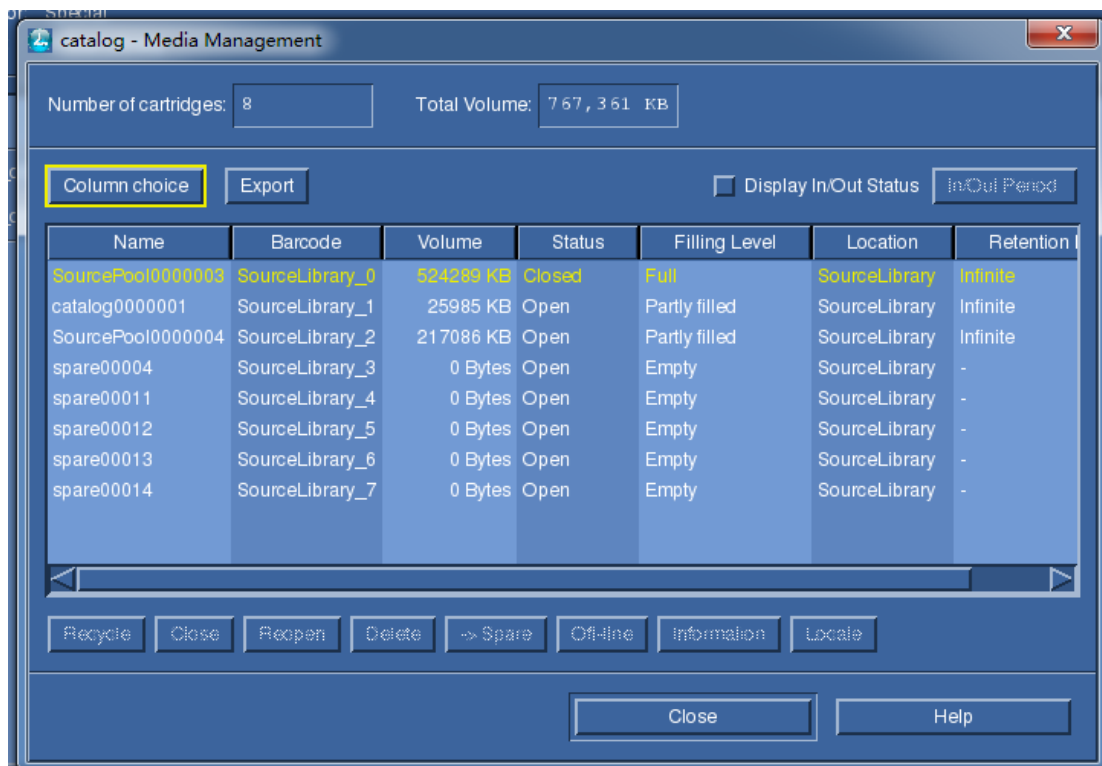 Special
catalog - Media Management
Number of cartridges: 8 Total Volume: 767,361 KB
Column choice Export Display In/Out Status In/Out Period
Name Barcode Volume Status Filling Level Location Retention
SourcePool0000003 SourceLibrary_0 524289 KB Closed Full SourceLibrary Infinite
catalog0000001 SourceLibrary_1 25985 KB Open Partly filled SourceLibrary Infinite
SourcePool0000004 SourceLibrary_2 217086 KB Open Partly filled SourceLibrary Infinite
spare00004 SourceLibrary_3 0 Bytes Open Empty SourceLibrary -
spare00011 SourceLibrary_4 0 Bytes Open Empty SourceLibrary -
spare00012 SourceLibrary_5 0 Bytes Open Empty SourceLibrary -
spare00013 SourceLibrary_6 0 Bytes Open Empty SourceLibrary -
spare00014 SourceLibrary_7 0 Bytes Open Empty SourceLibrary -
Recycle Close Reopen Delete -> Spare Off-line Information Locate
Close Help